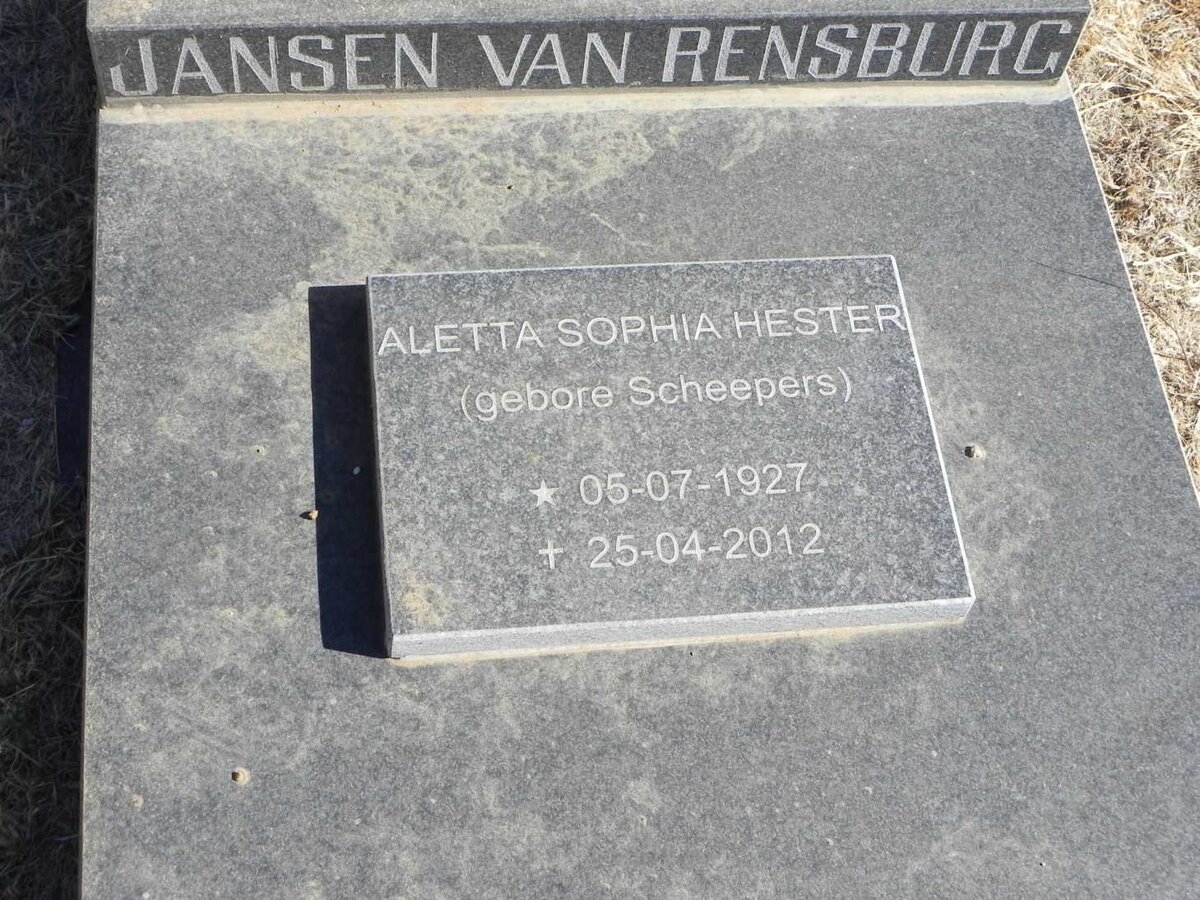 JANSEN VAN RENSBURG
ALETTA SOPHIA HESTER
(gebore Scheepers)
★ 05-07-1927
✝ 25-04-2012